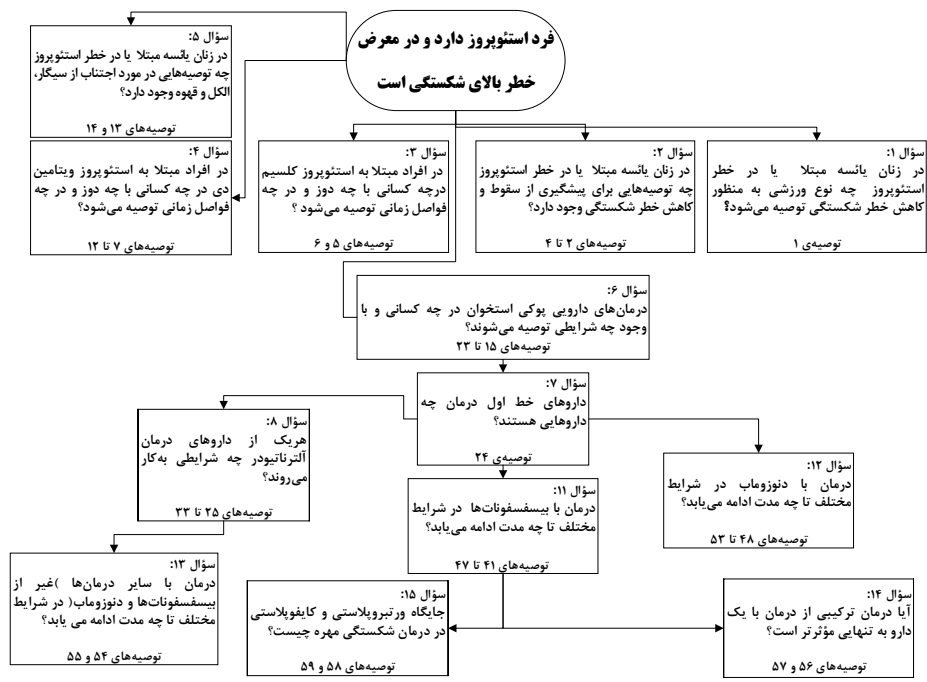 فرد استئوپروز دارد و در معرض
خطر بالای شکستگی است
سؤال ۵:
در زنان یائسه مبتلا یا در خطر استئوپروز
چه توصیه‌هایی در مورد اجتناب از سیگار،
الکل و قهوه وجود دارد؟
توصیه‌های ۱۳ و ۱۴
سؤال ۱:
در زنان یائسه مبتلا یا در خطر
استئوپروز چه نوع ورزشی به منظور
کاهش خطر شکستگی توصیه می‌شود؟
توصیه‌ی ۱
سؤال ۲:
در زنان یائسه مبتلا یا در خطر استئوپروز
چه توصیه‌هایی برای پیشگیری از سقوط و
کاهش خطر شکستگی وجود دارد؟
توصیه‌های ۲ تا ۴
سؤال ۳:
در افراد مبتلا به استئوپروز کلسیم
درچه کسانی با چه دوز و در چه
فواصل زمانی توصیه می‌شود ؟
توصیه‌های ۵ و ۶
سؤال ۴:
در افراد مبتلا به استئوپروز ویتامین
دی در چه کسانی با چه دوز و در چه
فواصل زمانی توصیه می‌شود؟
توصیه‌های ۷ تا ۱۲
سؤال ۶:
درمان‌های دارویی پوکی استخوان در چه کسانی و با
وجود چه شرایطی توصیه می‌شوند؟
توصیه‌های ۱۵ تا ۲۳
سؤال ۷:
داروهای خط اول درمان چه
داروهایی هستند؟
توصیه‌ی ۲۴
سؤال ۸:
هریک از داروهای درمان
آلترناتیودر چه شرایطی به‌کار
می‌روند؟
توصیه‌های ۲۵ تا ۳۳
سؤال ۱۲:
درمان با دنوزوماب در شرایط
مختلف تا چه مدت ادامه می‌یابد؟
توصیه‌های ۴۸ تا ۵۳
سؤال ۱۱:
درمان با بیسفسفونات‌ها در شرایط
مختلف تا چه مدت ادامه می‌یابد؟
توصیه‌های ۴۱ تا ۴۷
سؤال ۱۳:
درمان با سایر درمان‌ها )غیر از
بیسفسفونات‌ها و دنوزوماب( در شرایط
مختلف تا چه مدت ادامه می یابد؟
توصیه‌های ۵۴ و ۵۵
سؤال ۱۵:
جایگاه ورتبروپلاستی و کایفوپلاستی
در درمان شکستگی مهره چیست؟
توصیه‌های ۵۸ و ۵۹
سؤال ۱۴:
آیا درمان ترکیبی از درمان با یک
دارو به تنهایی مؤثرتر است؟
توصیه‌های ۵۶ و ۵۷